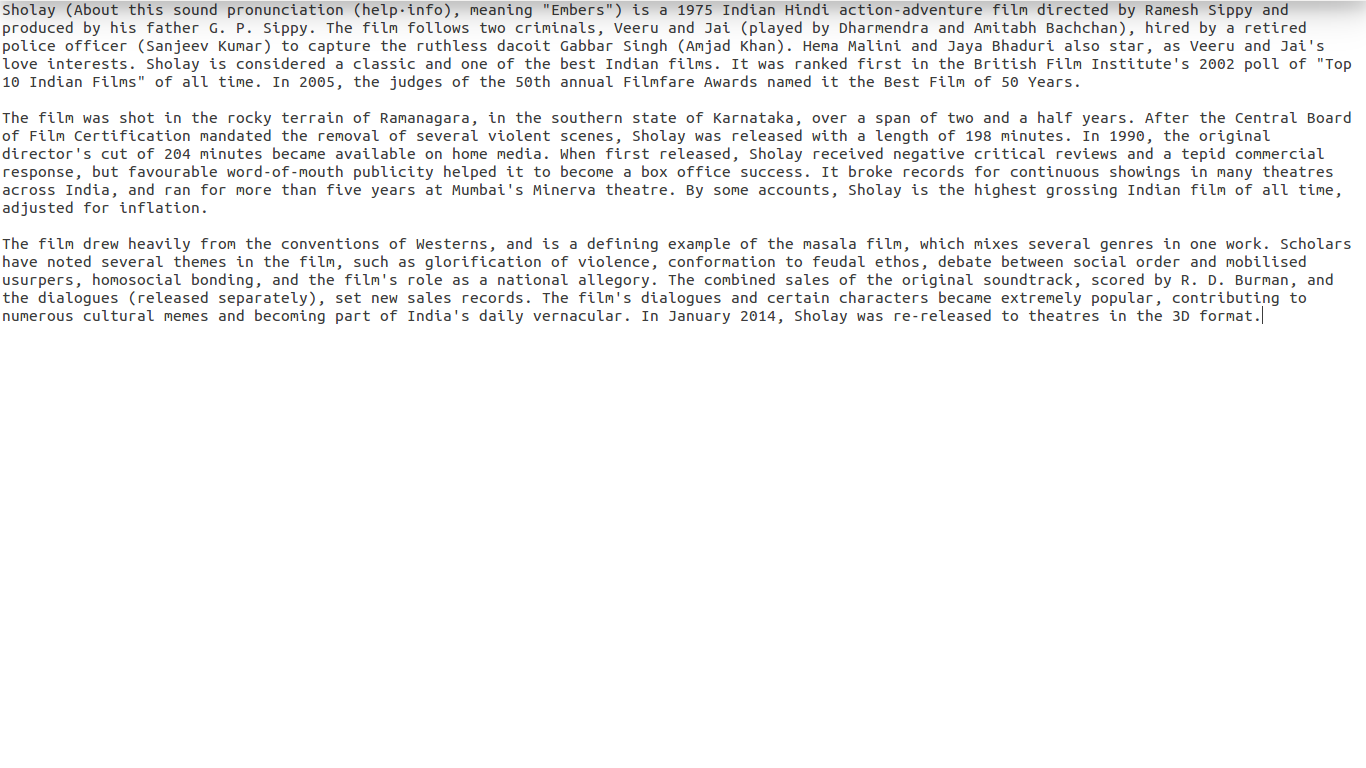 Sholay (About this sound pronunciation (help·info), meaning "Embers") is a 1975 Indian Hindi action-adventure film directed by Ramesh Sippy and
produced by his father G. P. Sippy. The film follows two criminals, Veeru and Jai (played by Dharmendra and Amitabh Bachchan), hired by a retired
police officer (Sanjeev Kumar) to capture the ruthless dacoit Gabbar Singh (Amjad Khan). Hema Malini and Jaya Bhaduri also star, as Veeru and Jai's
love interests. Sholay is considered a classic and one of the best Indian films. It was ranked first in the British Film Institute's 2002 poll of "Top
10 Indian Films" of all time. In 2005, the judges of the 50th annual Filmfare Awards named it the Best Film of 50 Years.

The film was shot in the rocky terrain of Ramanagara, in the southern state of Karnataka, over a span of two and a half years. After the Central Board
of Film Certification mandated the removal of several violent scenes, Sholay was released with a length of 198 minutes. In 1990, the original
director's cut of 204 minutes became available on home media. When first released, Sholay received negative critical reviews and a tepid commercial
response, but favourable word-of-mouth publicity helped it to become a box office success. It broke records for continuous showings in many theatres
across India, and ran for more than five years at Mumbai's Minerva theatre. By some accounts, Sholay is the highest grossing Indian film of all time,
adjusted for inflation.

The film drew heavily from the conventions of Westerns, and is a defining example of the masala film, which mixes several genres in one work. Scholars
have noted several themes in the film, such as glorification of violence, conformation to feudal ethos, debate between social order and mobilised
usurpers, homosocial bonding, and the film's role as a national allegory. The combined sales of the original soundtrack, scored by R. D. Burman, and
the dialogues (released separately), set new sales records. The film's dialogues and certain characters became extremely popular, contributing to
numerous cultural memes and becoming part of India's daily vernacular. In January 2014, Sholay was re-released to theatres in the 3D format.